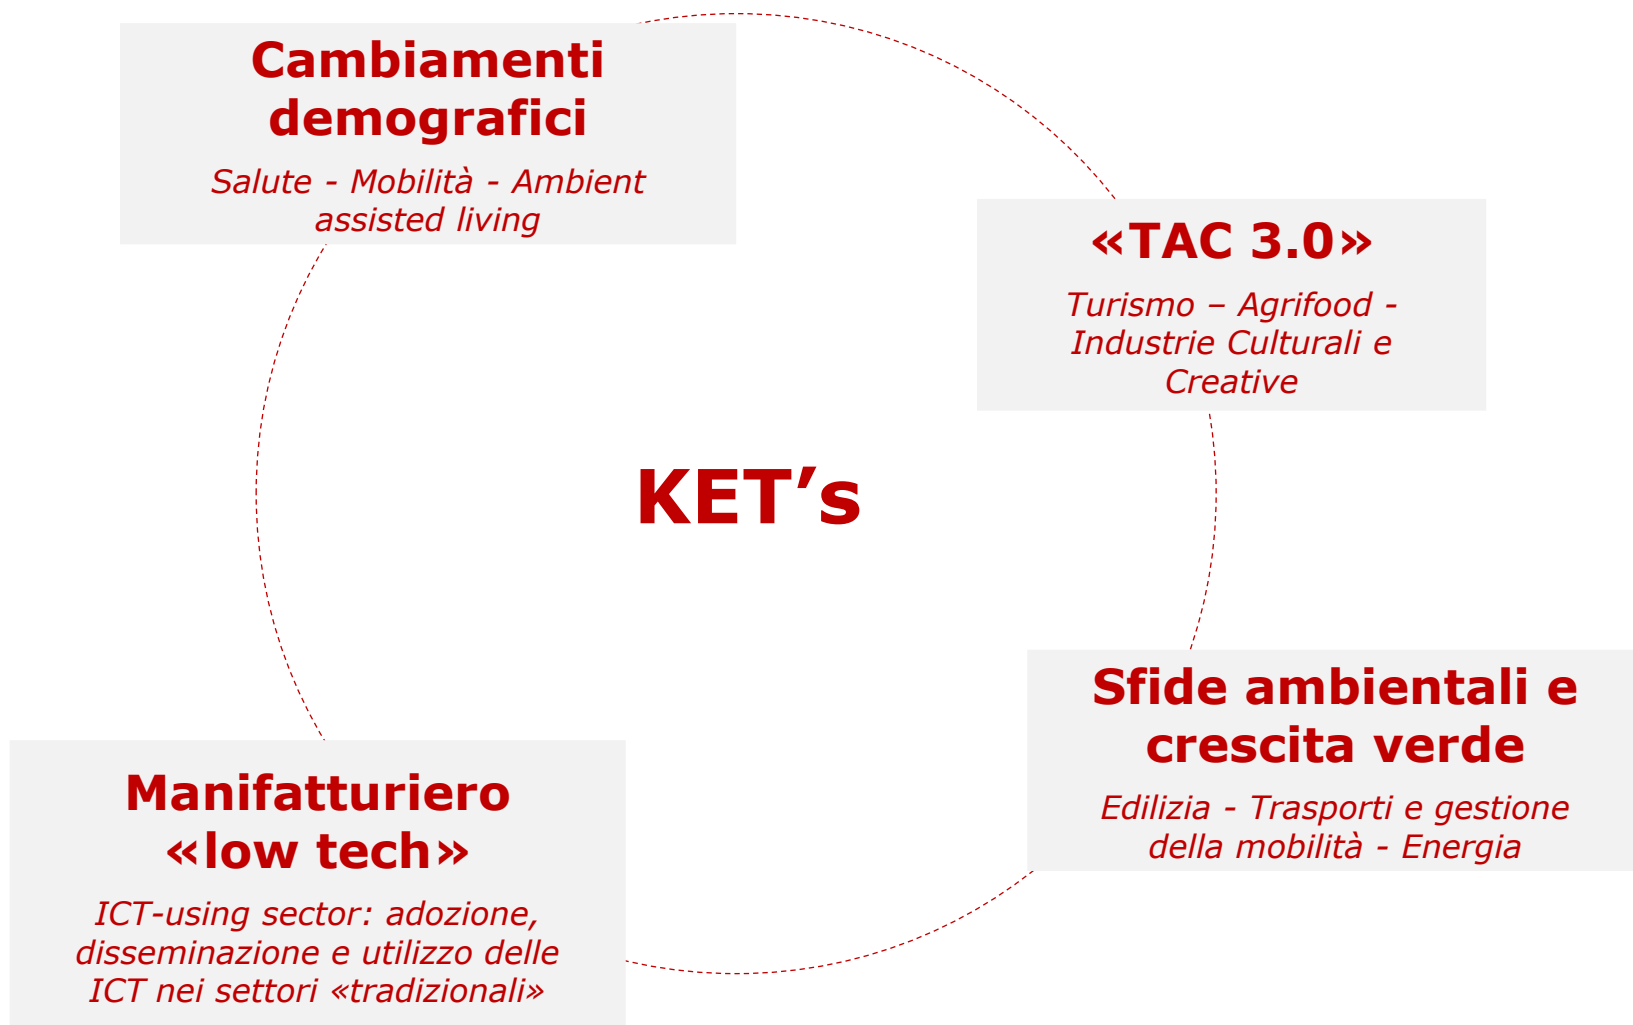 Cambiamenti
demografici
Salute - Mobilità - Ambient
assisted living
«TAC 3.0»
Turismo – Agrifood -
Industrie Culturali e
Creative
KET’s
Sfide ambientali e
crescita verde
Edilizia - Trasporti e gestione
della mobilità - Energia
Manifatturiero
«low tech»
ICT-using sector: adozione,
disseminazione e utilizzo delle
ICT nei settori «tradizionali»